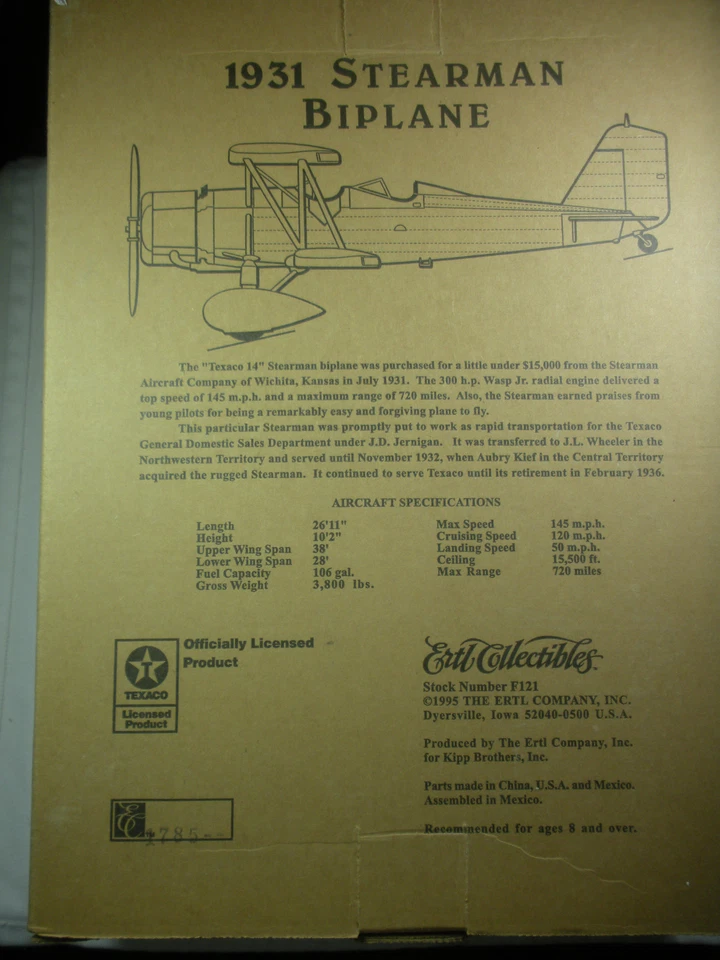 1931 STEARMAN
BIPLANE
The "Texaco 14" Stearman biplane was purchased for a little under $15,000 from the Stearman
Aircraft Company of Wichita, Kansas in July 1931. The 300 h.p. Wasp Jr. radial engine delivered a
top speed of 145 m.p.h. and a maximum range of 720 miles. Also, the Stearman earned praises from
young pilots for being a remarkably easy and forgiving plane to fly.
This particular Stearman was promptly put to work as rapid transportation for the Texaco
General Domestic Sales Department under J.D. Jernigan. It was transferred to J.L. Wheeler in the
Northwestern Territory and served until November 1932, when Aubry Kief in the Central Territory
acquired the rugged Stearman. It continued to serve Texaco until its retirement in February 1936.
AIRCRAFT SPECIFICATIONS
Length 26'11"
Height 10'2"
Upper Wing Span 38'
Lower Wing Span 28'
Fuel Capacity 106 gal.
Gross Weight 3,800 lbs.
Max Speed 145 m.p.h.
Cruising Speed 120 m.p.h.
Landing Speed 50 m.p.h.
Ceiling 15,500 ft.
Max Range 720 miles
T
TEXACO
Licensed
Product
Officially Licensed
Product
Ertl Collectibles
Stock Number F121
©1995 THE ERTL COMPANY, INC.
Dyersville, Iowa 52040-0500 U.S.A.
Produced by The Ertl Company, Inc.
for Kipp Brothers, Inc.
Parts made in China, U.S.A. and Mexico.
Assembled in Mexico.
Recommended for ages 8 and over.
EC
1785--